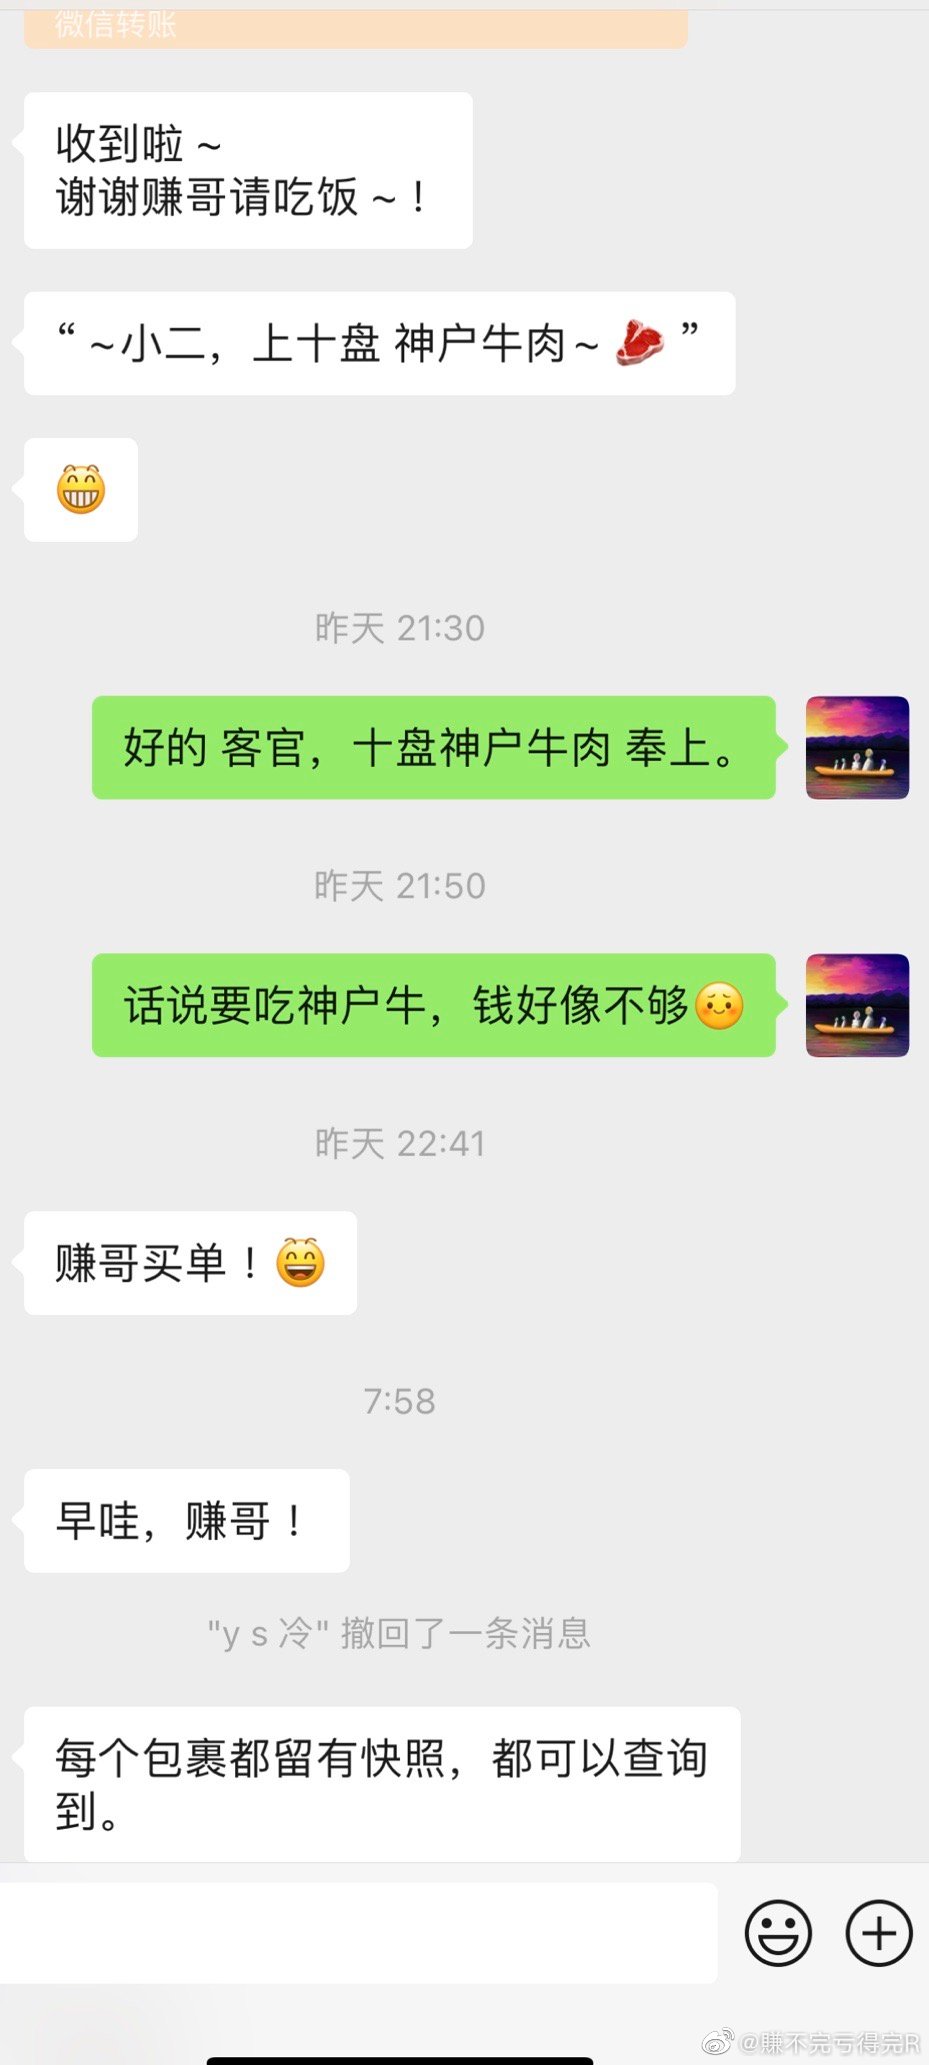 微信转账
收到啦 ~
谢谢赚哥请吃饭 ~！
“ ~小二，上十盘 神户牛肉~🥩 ”
😁
昨天 21:30
好的 客官，十盘神户牛肉 奉上。
昨天 21:50
话说要吃神户牛，钱好像不够
昨天 22:41
赚哥买单！😄
7:58
早哇，赚哥！
"y s 冷" 撤回了一条消息
每个包裹都留有快照，都可以查询
到。
@賺不完亏得完R